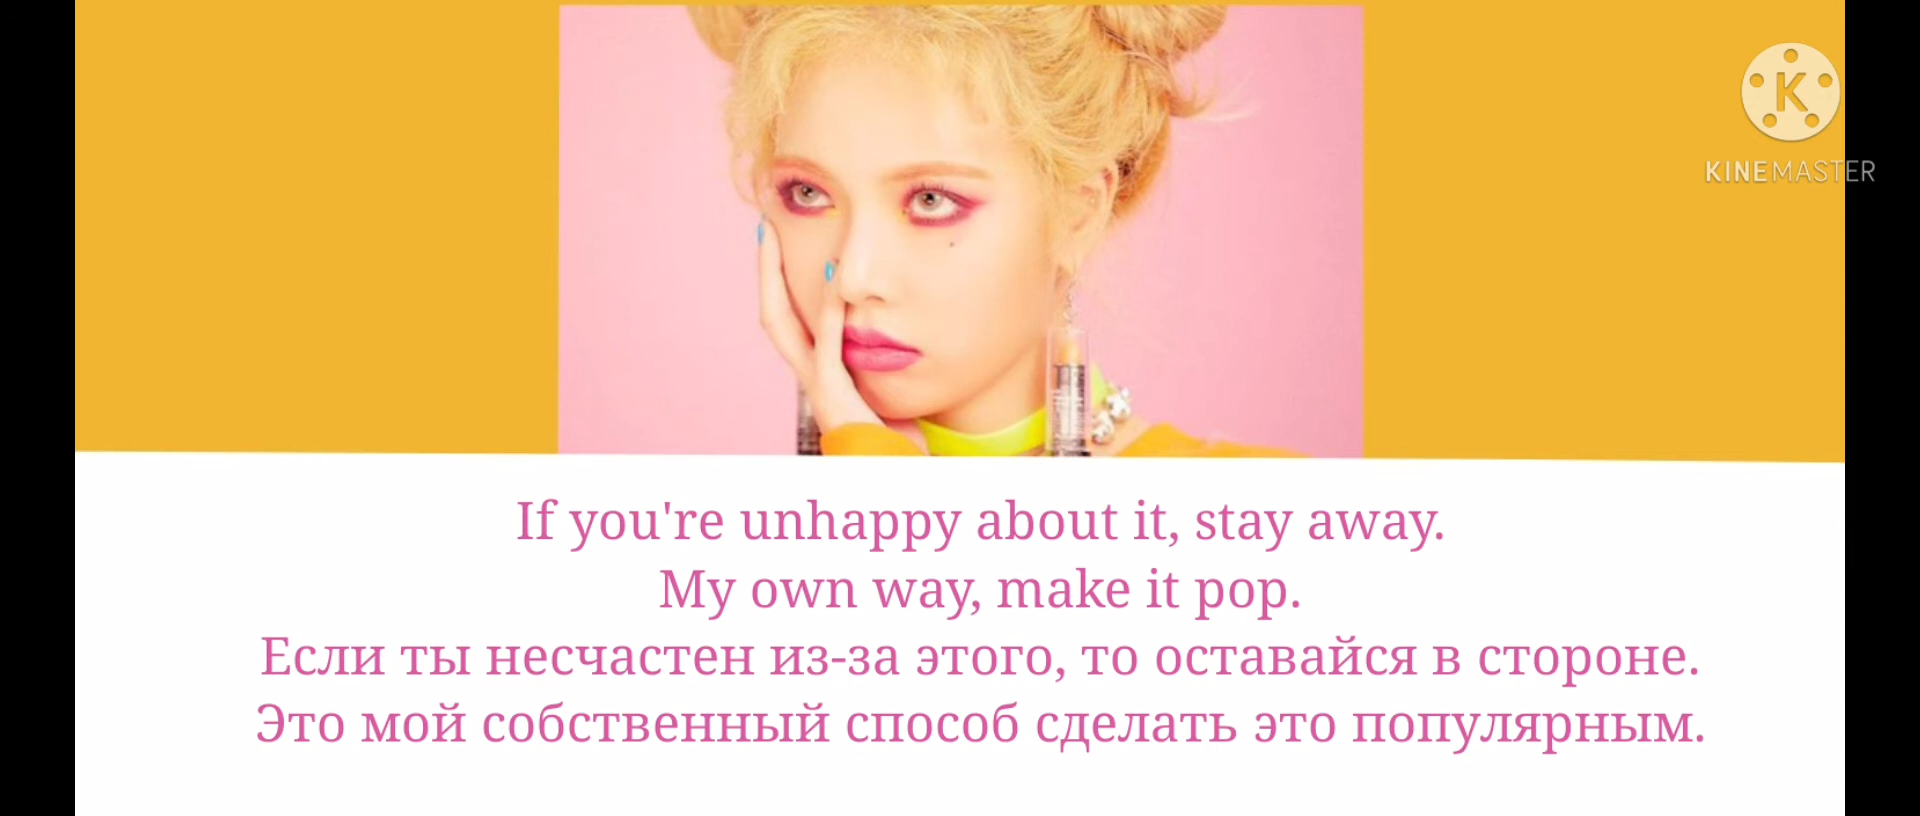 K
KINEMASTER
If you're unhappy about it, stay away.
My own way, make it pop.
Если ты несчастен из-за этого, то оставайся в стороне.
Это мой собственный способ сделать это популярным.